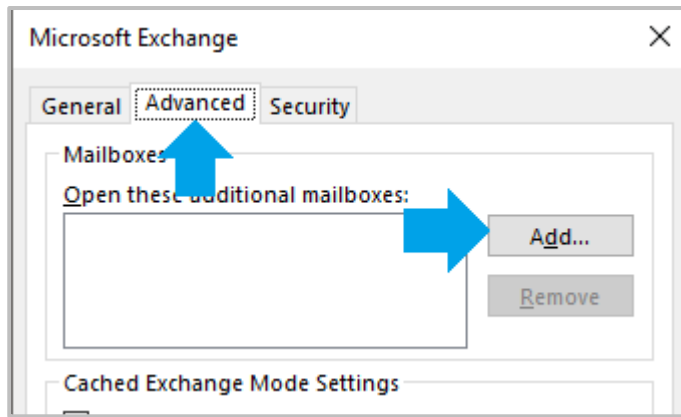 Microsoft Exchange
General Advanced Security
Mailboxes
Open these additional mailboxes:
Add...
Remove
Cached Exchange Mode Settings